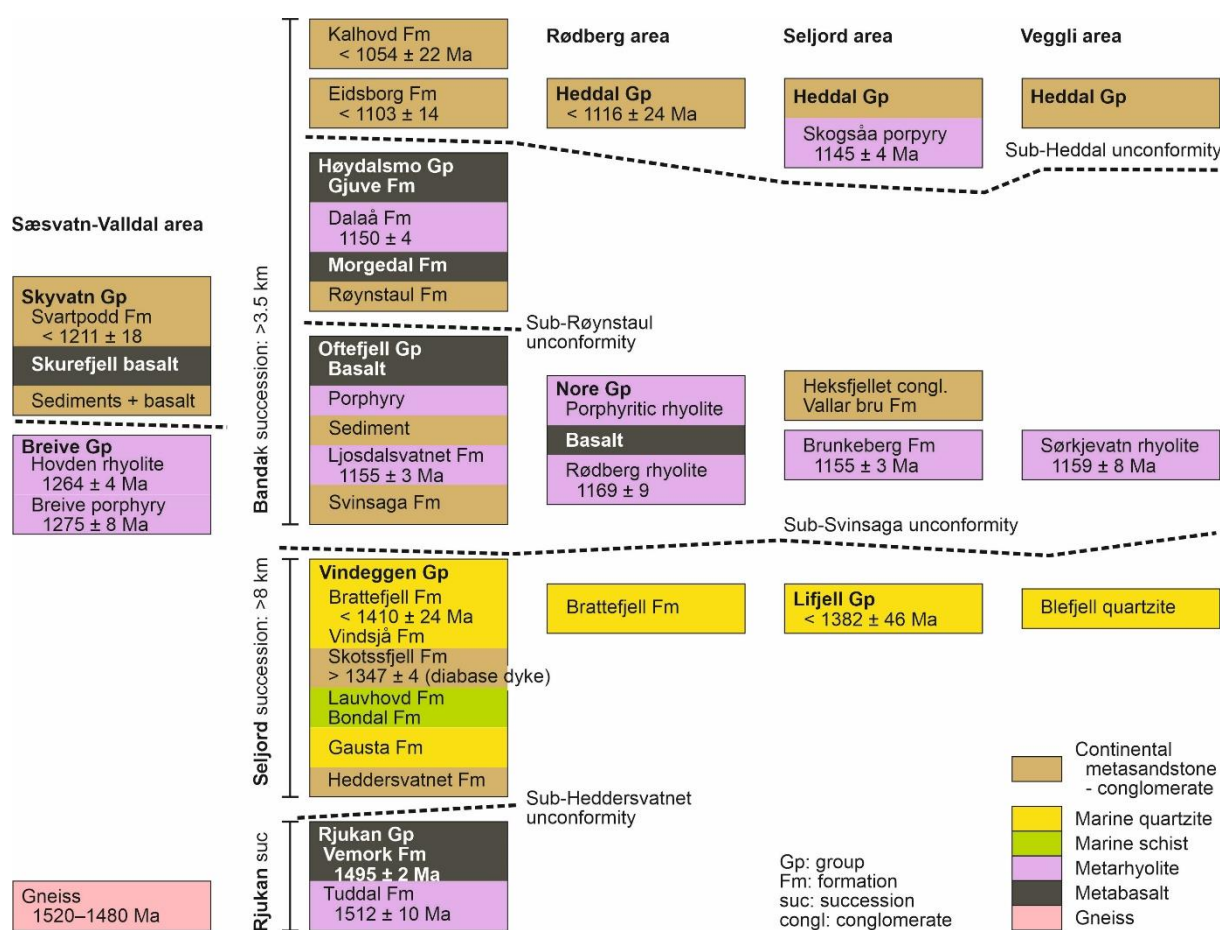 Sæsvatn-Valldal area
Skyvatn Gp
Svartpodd Fm
< 1211 ± 18
Skurefjell basalt
Sediments + basalt
Breive Gp
Hovden rhyolite
1264 ± 4 Ma
Breive porphyry
1275 ± 8 Ma
Gneiss
1520–1480 Ma
Bandak succession: >3.5 km
Seljord succession: >8 km
Rjukan suc
Kalhovd Fm
< 1054 ± 22 Ma
Eidsborg Fm
< 1103 ± 14
Høydalsmo Gp
Gjuve Fm
Dalaå Fm
1150 ± 4
Morgedal Fm
Røynstaul Fm
Sub-Røynstaul
unconformity
Oftefjell Gp
Basalt
Porphyry
Sediment
Ljosdalsvatnet Fm
1155 ± 3 Ma
Svinsaga Fm
Vindeggen Gp
Brattefjell Fm
< 1410 ± 24 Ma
Vindsjå Fm
Skotssfjell Fm
> 1347 ± 4 (diabase dyke)
Lauvhovd Fm
Bondal Fm
Gausta Fm
Heddersvatnet Fm
Sub-Heddersvatnet
unconformity
Rjukan Gp
Vemork Fm
1495 ± 2 Ma
Tuddal Fm
1512 ± 10 Ma
Rødberg area
Heddal Gp
< 1116 ± 24 Ma
Nore Gp
Porphyritic rhyolite
Basalt
Rødberg rhyolite
1169 ± 9
Brattefjell Fm
Seljord area
Heddal Gp
Skogsåa porpyry
1145 ± 4 Ma
Heksfjellet congl.
Vallar bru Fm
Brunkeberg Fm
1155 ± 3 Ma
Sub-Svinsaga unconformity
Lifjell Gp
< 1382 ± 46 Ma
Veggli area
Heddal Gp
Sub-Heddal unconformity
Sørkjevatn rhyolite
1159 ± 8 Ma
Blefjell quartzite
Gp: group
Fm: formation
suc: succession
congl: conglomerate
Continental
metasandstone
- conglomerate
Marine quartzite
Marine schist
Metarhyolite
Metabasalt
Gneiss